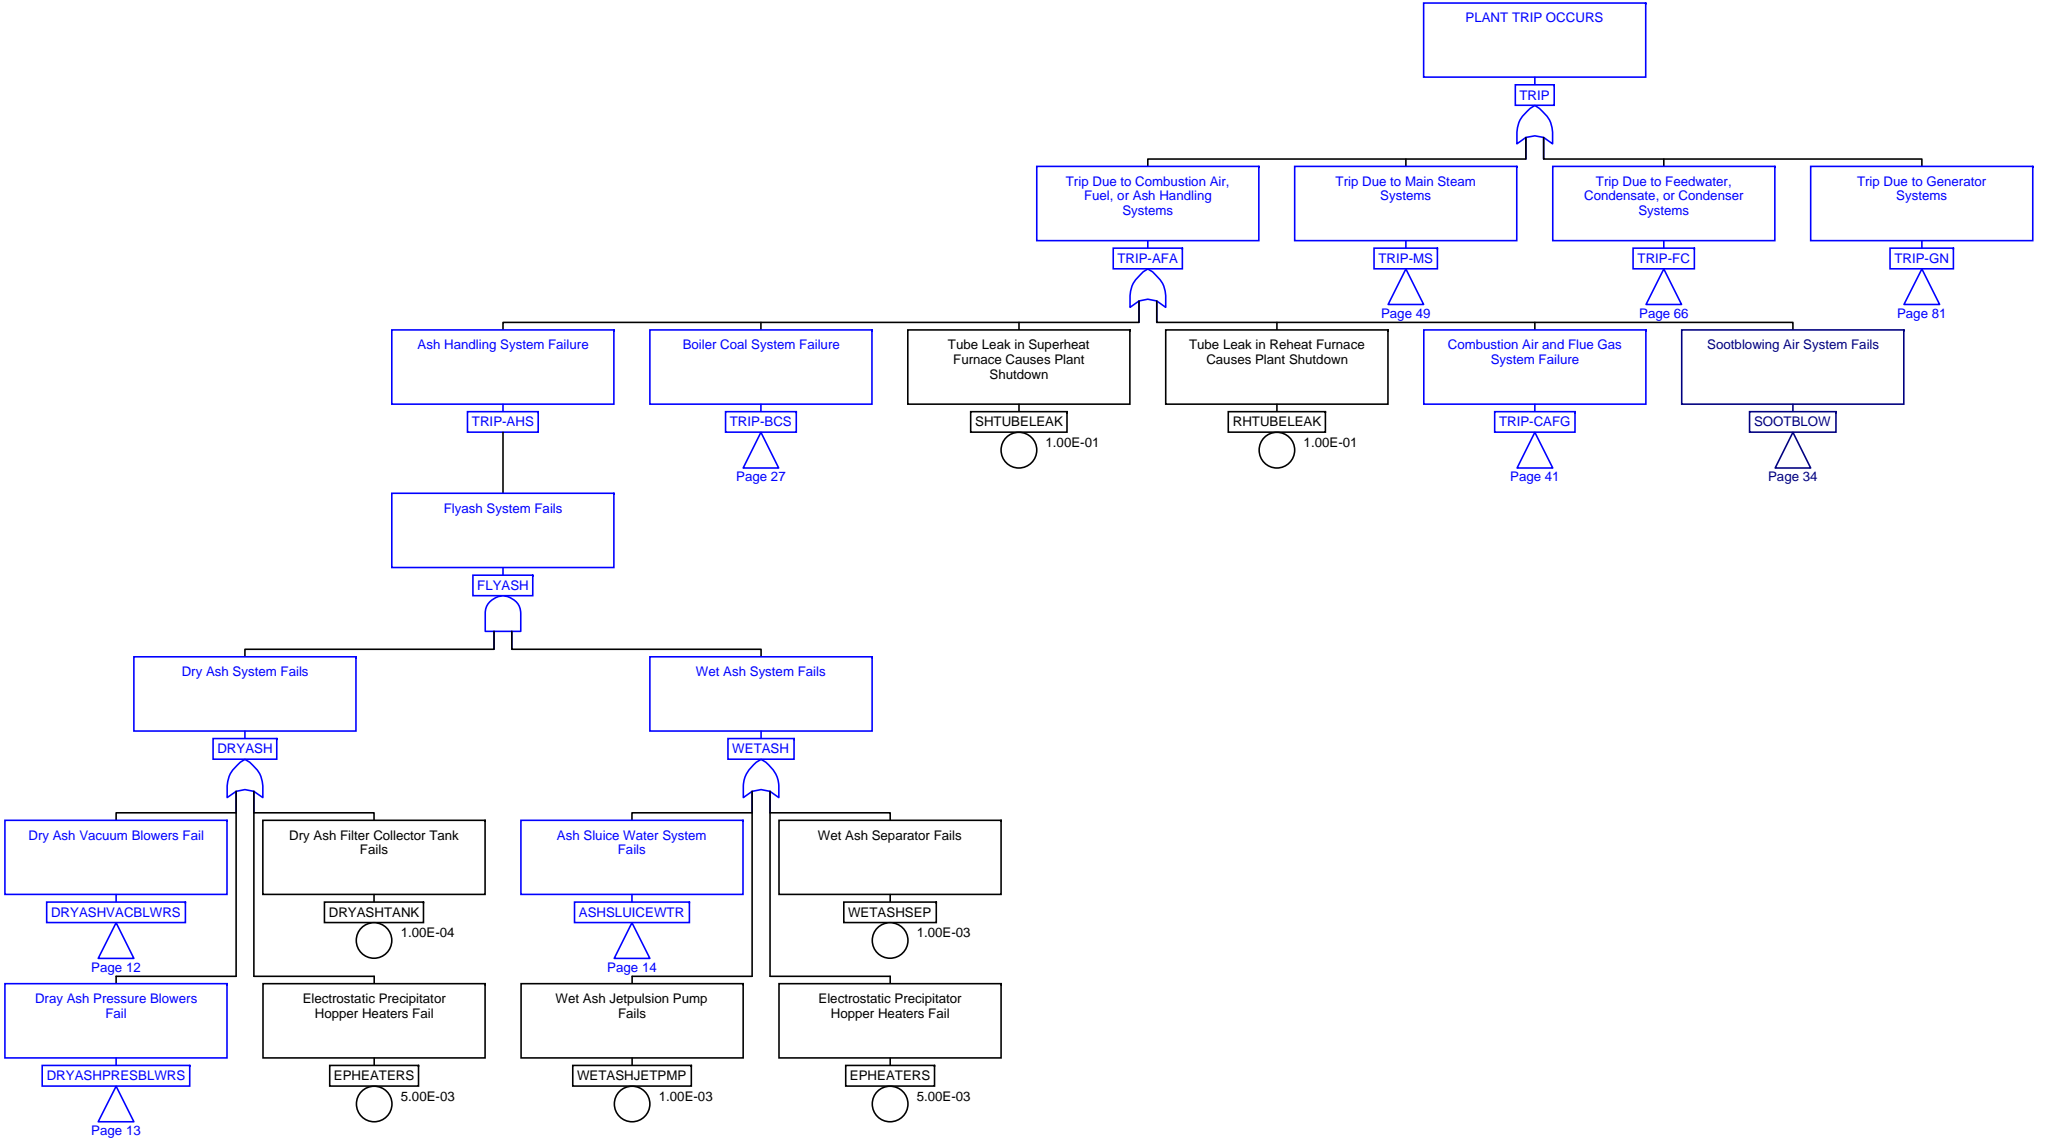 PLANT TRIP OCCURS
TRIP
Trip Due to Combustion Air,
Fuel, or Ash Handling
Systems
TRIP-AFA
Trip Due to Main Steam
Systems
TRIP-MS
Page 49
Trip Due to Feedwater,
Condensate, or Condenser
Systems
TRIP-FC
Page 66
Trip Due to Generator
Systems
TRIP-GN
Page 81
Ash Handling System Failure
TRIP-AHS
Boiler Coal System Failure
TRIP-BCS
Page 27
Tube Leak in Superheat
Furnace Causes Plant
Shutdown
SHTUBELEAK
1.00E-01
Tube Leak in Reheat Furnace
Causes Plant Shutdown
RHTUBELEAK
1.00E-01
Combustion Air and Flue Gas
System Failure
TRIP-CAFG
Page 41
Sootblowing Air System Fails
SOOTBLOW
Page 34
Flyash System Fails
FLYASH
Dry Ash System Fails
DRYASH
Wet Ash System Fails
WETASH
Dry Ash Vacuum Blowers Fail
DRYASHVACBLWRS
Page 12
Dry Ash Filter Collector Tank
Fails
DRYASHTANK
1.00E-04
Ash Sluice Water System
Fails
ASHSLUICEWTR
Page 14
Wet Ash Separator Fails
WETASHSEP
1.00E-03
Dray Ash Pressure Blowers
Fail
DRYASHPRESBLWRS
Page 13
Electrostatic Precipitator
Hopper Heaters Fail
EPHEATERS
5.00E-03
Wet Ash Jetpulsion Pump
Fails
WETASHJETPMP
1.00E-03
Electrostatic Precipitator
Hopper Heaters Fail
EPHEATERS
5.00E-03